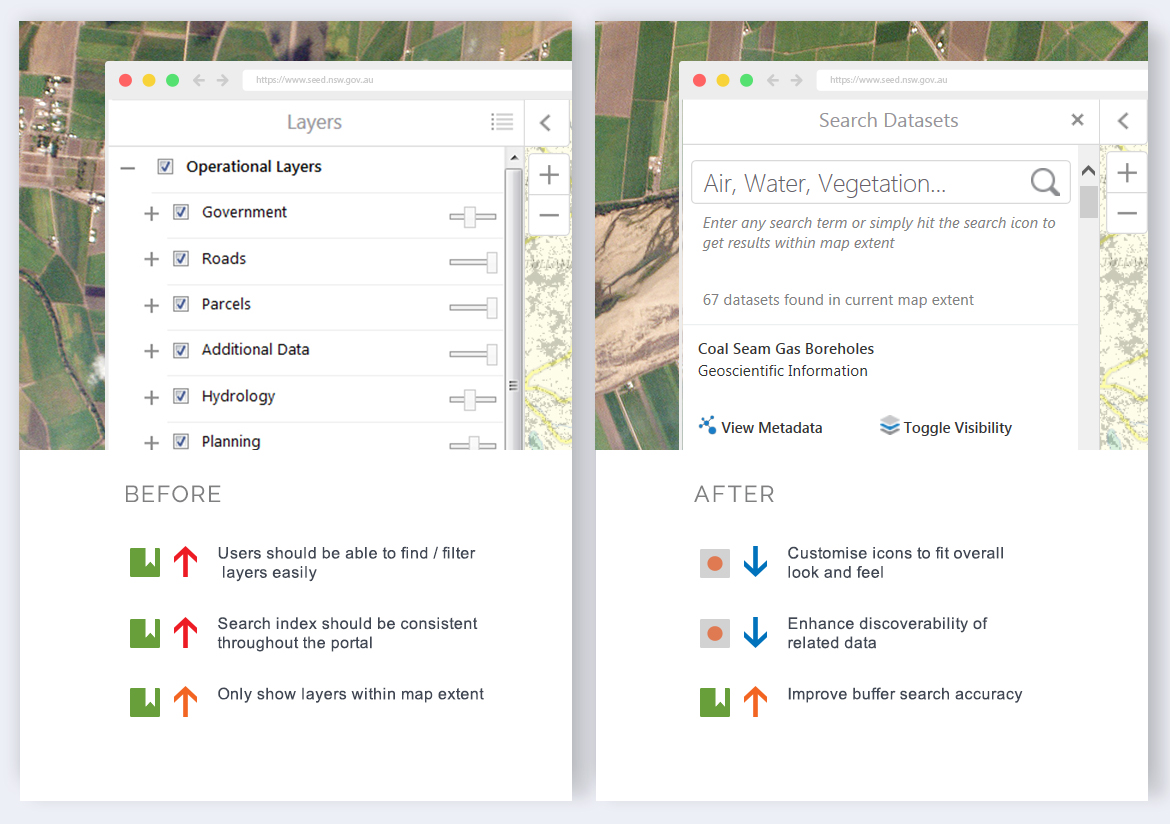 https://www.seed.nsw.gov.au
Layers
Operational Layers
Government
Roads
Parcels
Additional Data
Hydrology
Planning
BEFORE
Users should be able to find / filter
layers easily
Search index should be consistent
throughout the portal
Only show layers within map extent
https://www.seed.nsw.gov.au
Search Datasets
Air, Water, Vegetation...
Enter any search term or simply hit the search icon to
get results within map extent
67 datasets found in current map extent
Coal Seam Gas Boreholes
Geoscientific Information
View Metadata
Toggle Visibility
AFTER
Customise icons to fit overall
look and feel
Enhance discoverability of
related data
Improve buffer search accuracy